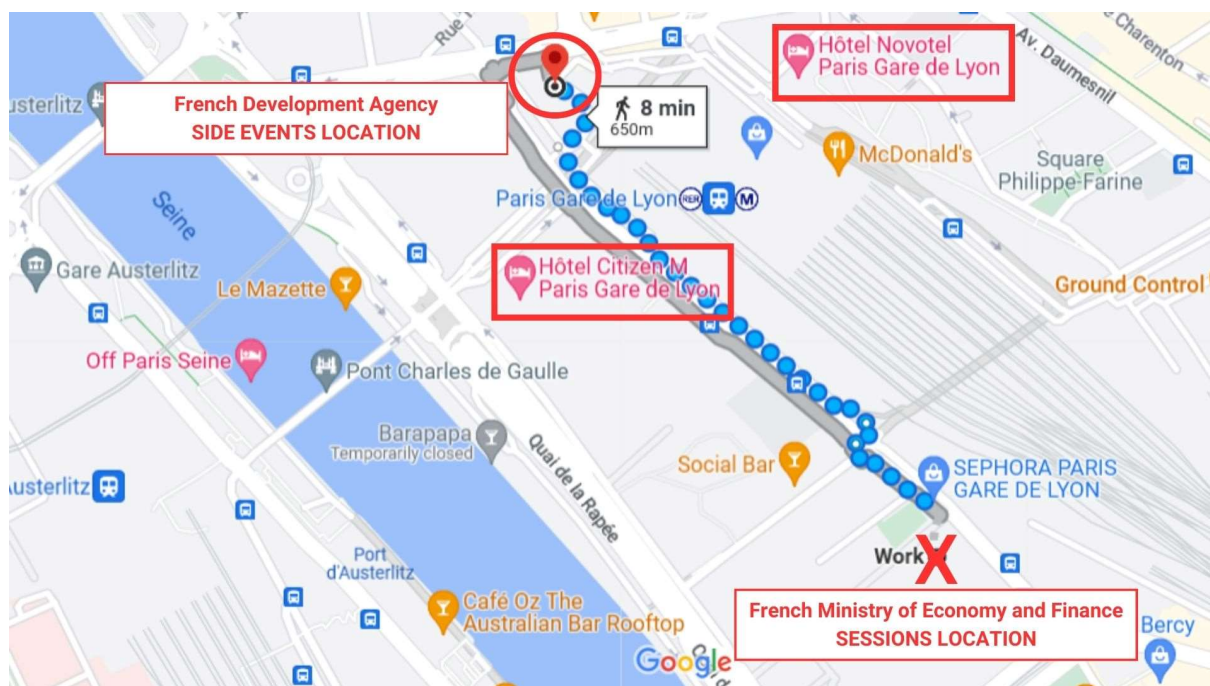 Rue
Av. Daumesnil
Charenton
Hôtel Novotel
Paris Gare de Lyon
Austerlitz
French Development Agency
SIDE EVENTS LOCATION
8 min
650m
McDonald's
Square
Philippe-Farine
Seine
Paris Gare de Lyon
RER
M
Gare Austerlitz
Hôtel Citizen M
Paris Gare de Lyon
Le Mazette
Ground Control
Off Paris Seine
Pont Charles de Gaulle
Barapapa
Temporarily closed
Quai de la Rapée
Social Bar
SEPHORA PARIS
GARE DE LYON
usterlitz
Port
d'Austerlitz
Work
X
French Ministry of Economy and Finance
SESSIONS LOCATION
Café Oz The
Australian Bar Rooftop
Bercy
Google